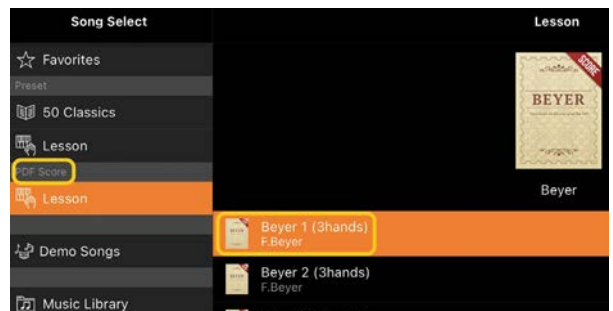 Song Select
Favorites
Preset
50 Classics
Lesson
PDF Score
Lesson
Demo Songs
Music Library
Lesson
SCORE
BEYER
Beyer
Beyer 1 (3hands)
F.Beyer
Beyer 2 (3hands)
F.Beyer